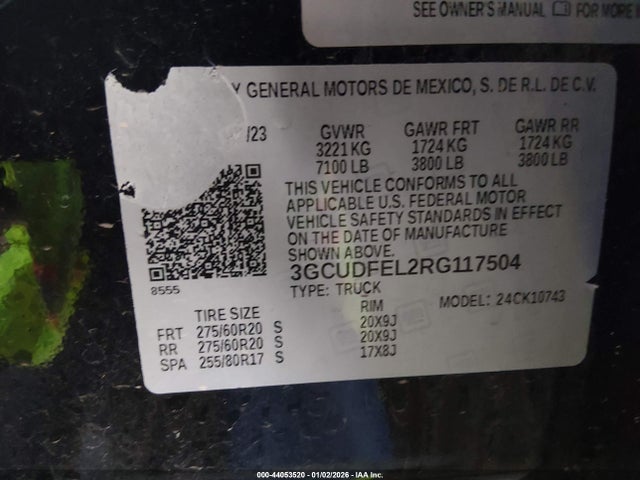 SEE OWNER'S MANUAL FOR MORE
Y GENERAL MOTORS DE MEXICO, S. DE R.L. DE C.V.
/23 GVWR GAWR FRT GAWR RR
3221 KG 1724 KG 1724 KG
7100 LB 3800 LB 3800 LB
THIS VEHICLE CONFORMS TO ALL
APPLICABLE U.S. FEDERAL MOTOR
VEHICLE SAFETY STANDARDS IN EFFECT
ON THE DATE OF MANUFACTURE
SHOWN ABOVE.
3GCUDFEL2RG117504
8555 TYPE: TRUCK MODEL: 24CK10743
TIRE SIZE RIM
FRT 275/60R20 S 20X9J
RR 275/60R20 S 20X9J
SPA 255/80R17 S 17X8J
000-44053520 - 01/02/2026 - IAA Inc.